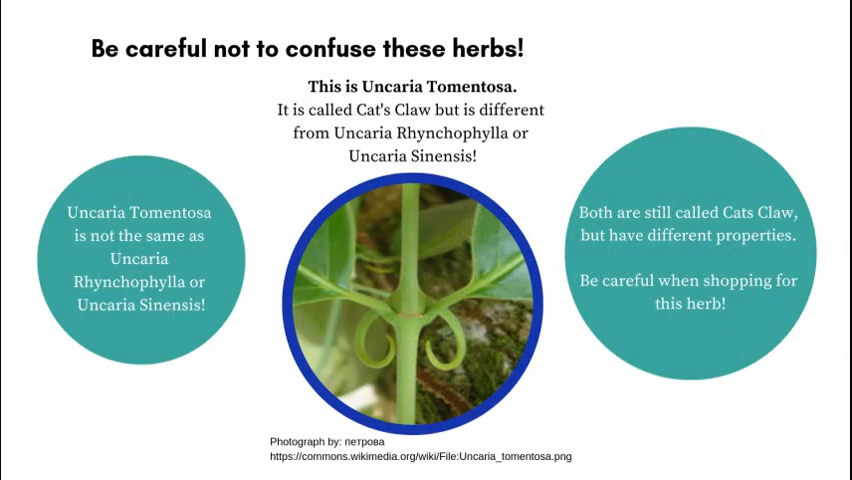 Be careful not to confuse these herbs!
This is Uncaria Tomentosa.
It is called Cat's Claw but is different
from Uncaria Rhynchophylla or
Uncaria Sinensis!
Uncaria Tomentosa
is not the same as
Uncaria
Rhynchophylla or
Uncaria Sinensis!
Both are still called Cats Claw,
but have different properties.
Be careful when shopping for
this herb!
Photograph by: петрова
https://commons.wikimedia.org/wiki/File:Uncaria_tomentosa.png